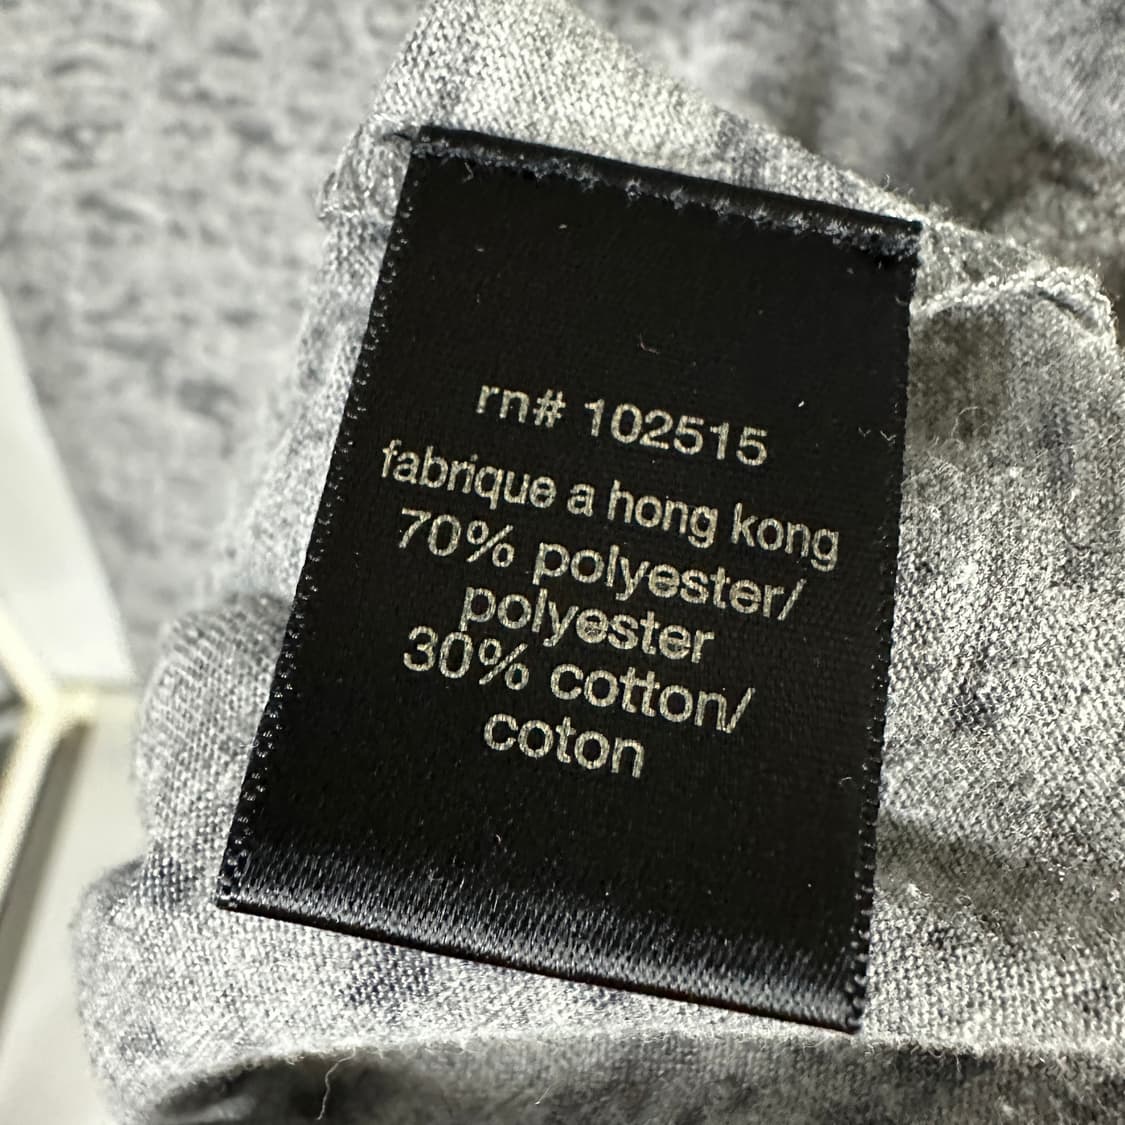 rn# 102515
fabrique a hong kong
70% polyester/
polyester
30% cotton/
coton